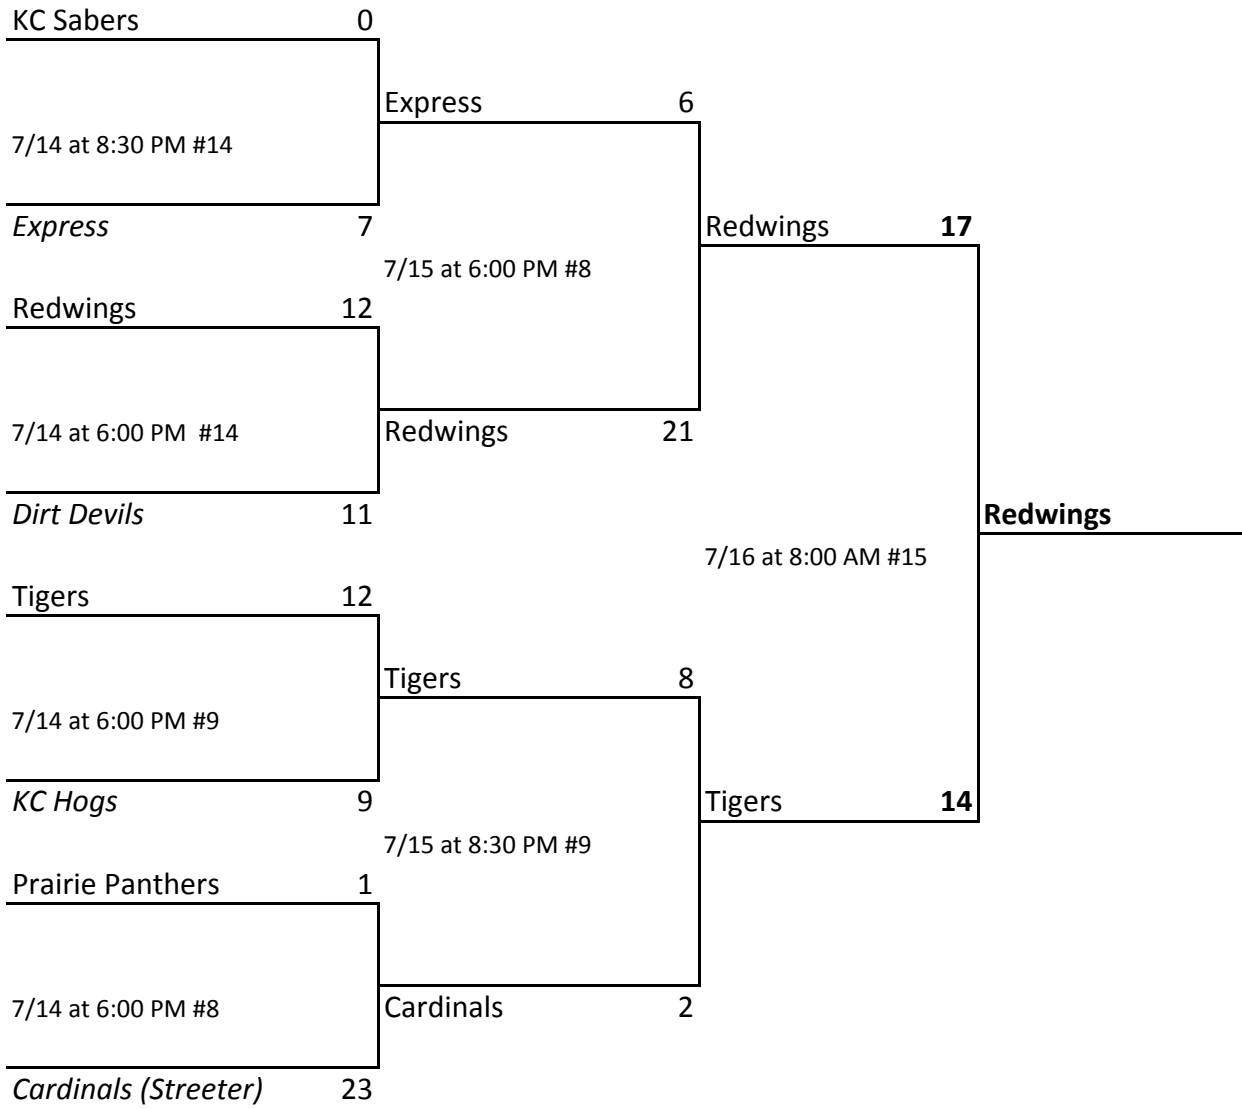 KC Sabers 0
Express 6
7/14 at 8:30 PM #14
Express 7
Redwings 17
7/15 at 6:00 PM #8
Redwings 12
7/14 at 6:00 PM  #14
Redwings 21
Dirt Devils 11
Redwings
7/16 at 8:00 AM #15
Tigers 12
Tigers 8
7/14 at 6:00 PM #9
KC Hogs 9
Tigers 14
7/15 at 8:30 PM #9
Prairie Panthers 1
7/14 at 6:00 PM #8
Cardinals 2
Cardinals (Streeter) 23